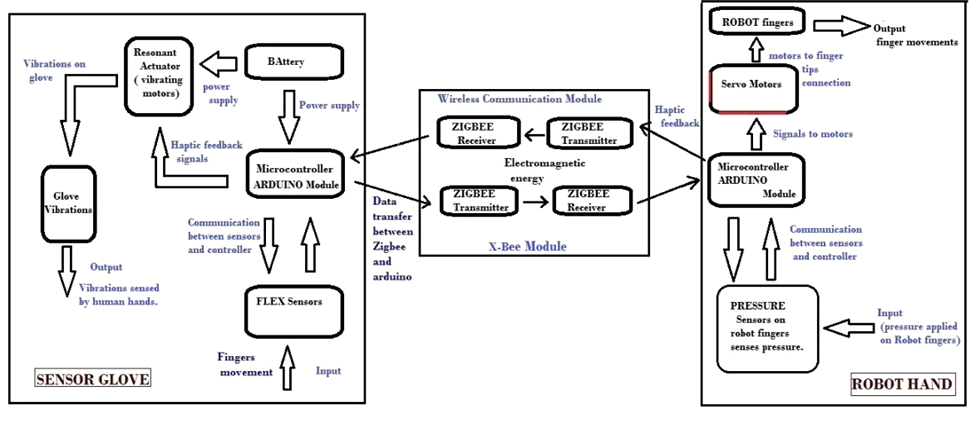 Vibrations on
glove
Resonant
Actuator
( vibrating
motors)
BAttery
power
supply
Power supply
Haptic feedback
signals
Microcontroller
ARDUINO Module
Glove
Vibrations
Output
Vibrations sensed
by human hands.
Communication
between sensors
and controller
FLEX Sensors
Fingers
movement
Input
SENSOR GLOVE
Data
transfer
between
Zigbee
and
arduino
Wireless Communication Module
ZIGBEE
Receiver
ZIGBEE
Transmitter
Electromagnetic
energy
ZIGBEE
Transmitter
ZIGBEE
Receiver
X-Bee Module
Haptic
feedback
ROBOT fingers
Output
finger movements
motors to finger
tips
connection
Servo Motors
Signals to motors
Microcontroller
ARDUINO
Module
Communication
between sensors
and controller
PRESSURE
Sensors on
robot fingers
senses pressure.
Input
(pressure applied
on Robot fingers)
ROBOT HAND